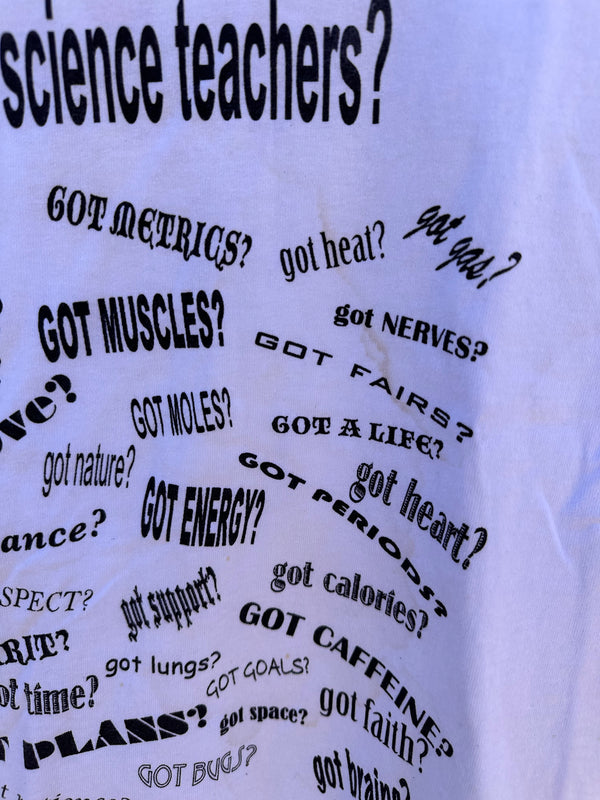 science teachers?
GOT METRICS?
got heat?
got gas?
GOT MUSCLES?
got NERVES?
GOT FAIRS?
GOT MOLES?
GOT A LIFE?
got nature?
GOT PERIODS?
got heart?
GOT ENERGY?
ance?
got calories?
SPECT?
got support?
GOT CAFFEINE?
RIT?
got lungs?
GOT GOALS?
ot time?
got space?
got faith?
PLANS?
GOT BUGS?
got brains?